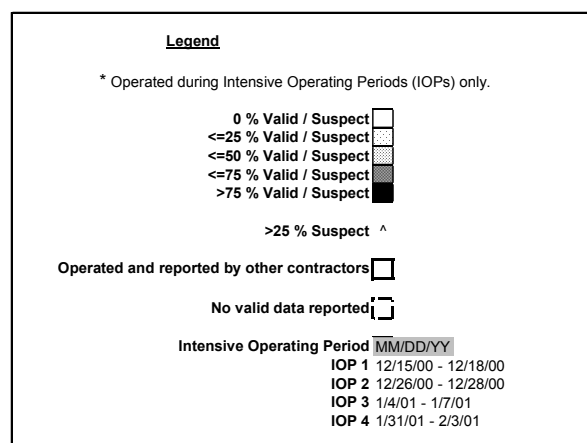 Legend
* Operated during Intensive Operating Periods (IOPs) only.
0 % Valid / Suspect
<=25 % Valid / Suspect
<=50 % Valid / Suspect
<=75 % Valid / Suspect
>75 % Valid / Suspect
>25 % Suspect ^
Operated and reported by other contractors
No valid data reported
Intensive Operating Period MM/DD/YY
IOP 1 12/15/00 - 12/18/00
IOP 2 12/26/00 - 12/28/00
IOP 3 1/4/01 - 1/7/01
IOP 4 1/31/01 - 2/3/01